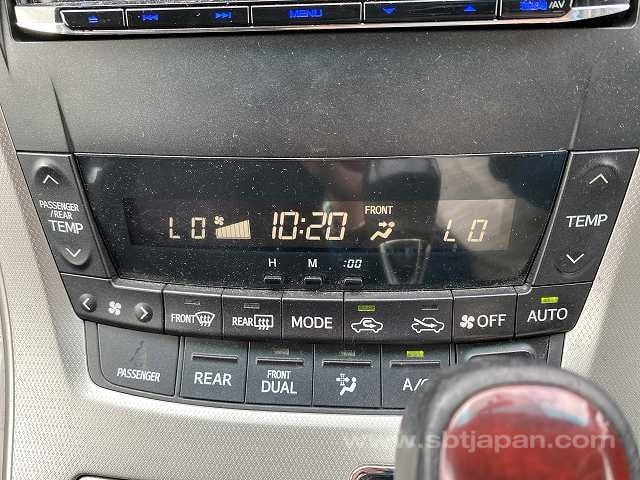 MENU
/AV
PASSENGER
/REAR
TEMP
LO 10:20 FRONT LO
TEMP
H M :00
FRONT REAR MODE OFF AUTO
PASSENGER REAR FRONT DUAL A/C
www.sbtjapan.com